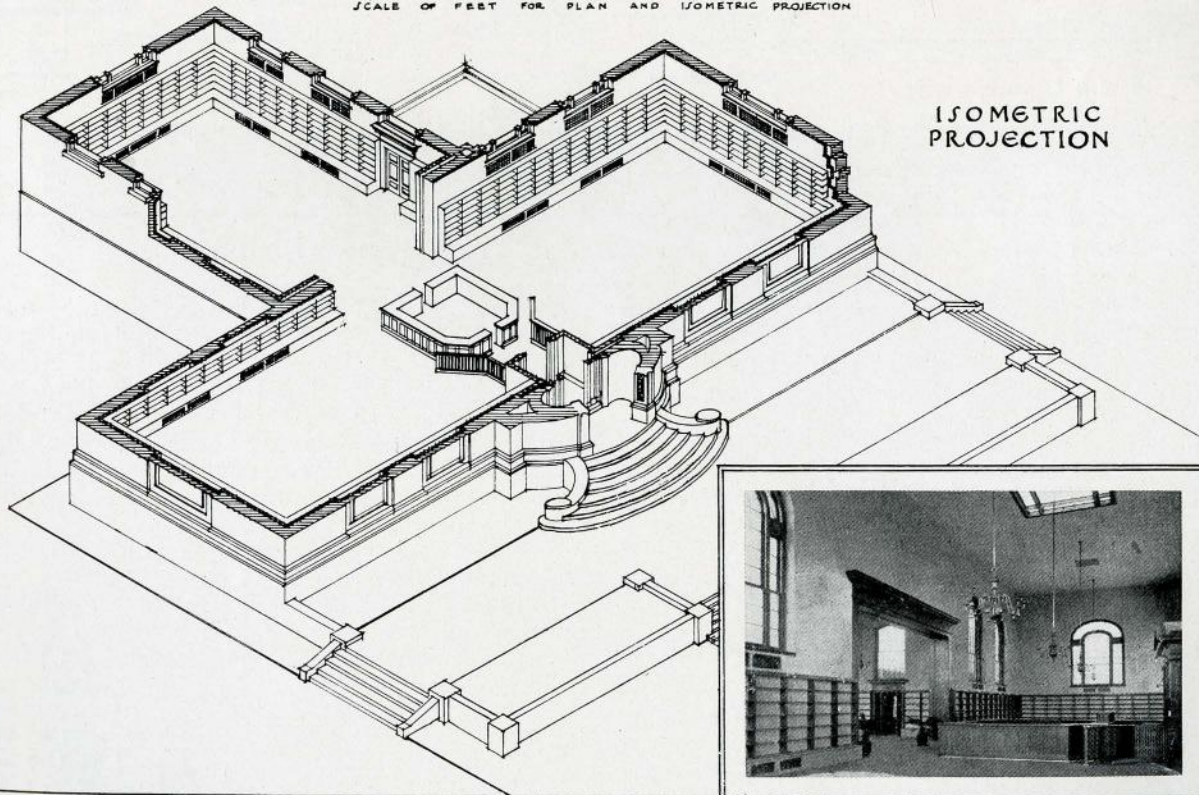 SCALE OF FEET FOR PLAN AND ISOMETRIC PROJECTION
ISOMETRIC
PROJECTION